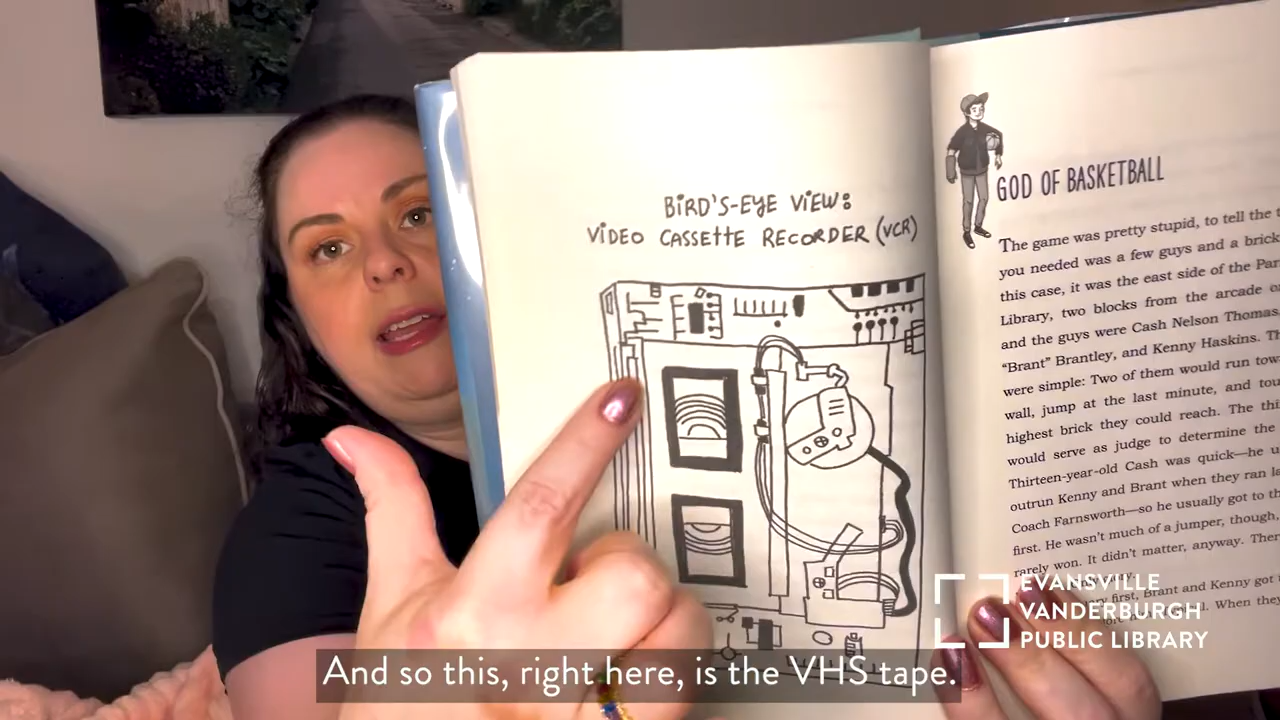 BIRD'S-EYE VIEW:
VIDEO CASSETTE RECORDER (VCR)
GOD OF BASKETBALL
The game was pretty stupid, to tell the
you needed was a few guys and a brick
this case, it was the east side of the
Library, two blocks from the arcade
and the guys were Cash Nelson Thomas,
"Brant" Brantley, and Kenny Haskins.
were simple: Two of them would run
wall, jump at the last minute, and
highest brick they could reach. The
would serve as judge to determine the
Thirteen-year-old Cash was quick—he
outrun Kenny and Brant when they ran
Coach Farnsworth—so he usually got to
first. He wasn't much of a jumper, though,
rarely won. It didn't matter, anyway.
first, Brant and Kenny got
When they
EVANSVILLE
VANDERBURGH
PUBLIC LIBRARY
And so this, right here, is the VHS tape.